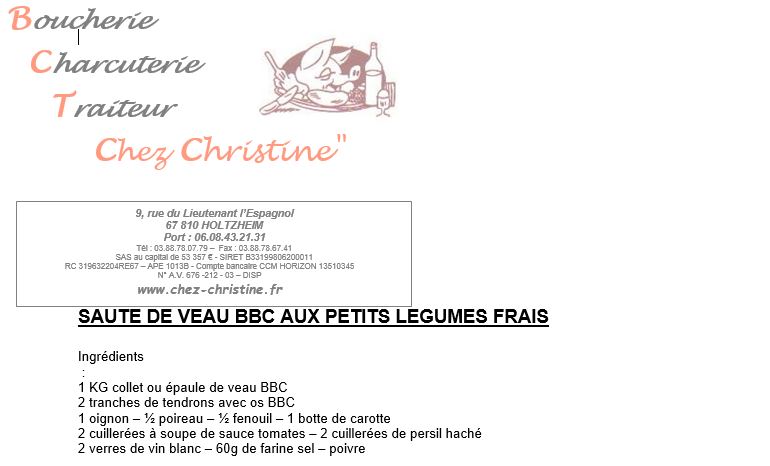 Boucherie
Charcuterie
Traiteur
Chez Christine"
9, rue du Lieutenant l'Espagnol
67 810 HOLTZHEIM
Port : 06.08.43.21.31
Tél : 03.88.78.07.79 – Fax : 03.88.78.67.41
SAS au capital de 53 357 € - SIRET B33199806200011
RC 319632204RE67 – APE 1013B - Compte bancaire CCM HORIZON 13510345
N° A.V. 676 -212 - 03 – DISP
www.chez-christine.fr
SAUTE DE VEAU BBC AUX PETITS LEGUMES FRAIS
Ingrédients
:
1 KG collet ou épaule de veau BBC
2 tranches de tendrons avec os BBC
1 oignon – ½ poireau – ½ fenouil – 1 botte de carotte
2 cuillerées à soupe de sauce tomates – 2 cuillerées de persil haché
2 verres de vin blanc – 60g de farine sel – poivre